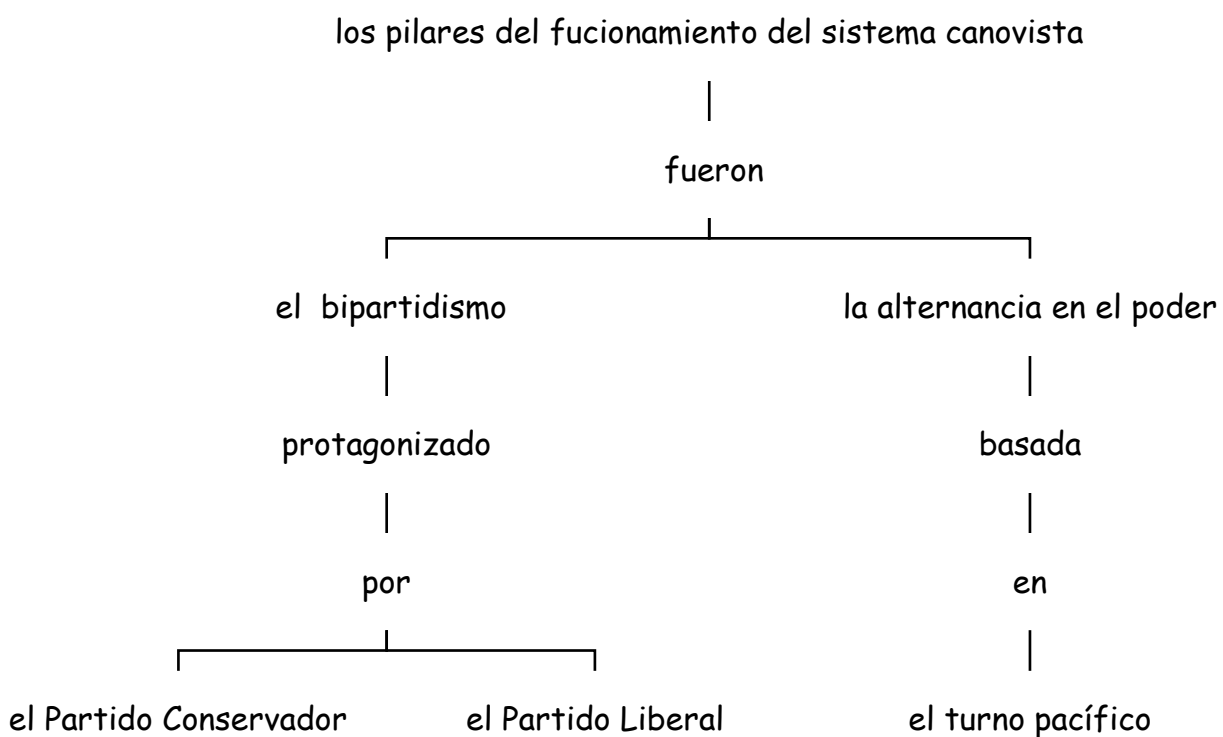 los pilares del fucionamiento del sistema canovista
fueron
el bipartidismo
la alternancia en el poder
protagonizado
basada
por
en
el Partido Conservador
el Partido Liberal
el turno pacífico